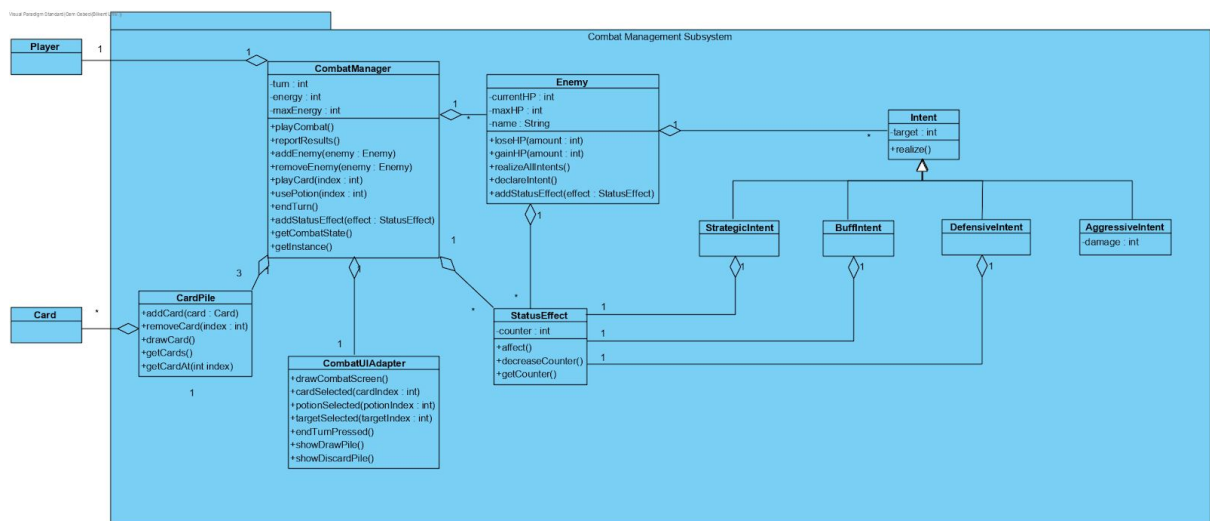 Visual Paradigm Standard
Combat Management Subsystem
Player
1
1
CombatManager
-turn : int
-energy : int
-maxEnergy : int
+playCombat()
+reportResults()
+addEnemy(enemy : Enemy)
+removeEnemy(enemy : Enemy)
+playCard(index : int)
+usePotion(index : int)
+endTurn()
+addStatusEffect(effect : StatusEffect)
+getCombatState()
+getInstance()
1
*
Enemy
-currentHP : int
-maxHP : int
-name : String
+loseHP(amount : int)
+gainHP(amount : int)
+realizeAllIntents()
+declareIntent()
+addStatusEffect(effect : StatusEffect)
1
*
Intent
-target : int
+realize()
StrategicIntent
BuffIntent
DefensiveIntent
AggressiveIntent
-damage : int
1
1
1
1
1
1
1
*
1
*
StatusEffect
-counter : int
+affect()
+decreaseCounter()
+getCounter()
3
1
CardPile
+addCard(card : Card)
+removeCard(index : int)
+drawCard()
+getCards()
+getCardAt(int index)
1
Card
*
1
1
CombatUIAdapter
+drawCombatScreen()
+cardSelected(cardIndex : int)
+potionSelected(potionIndex : int)
+targetSelected(targetIndex : int)
+endTurnPressed()
+showDrawPile()
+showDiscardPile()